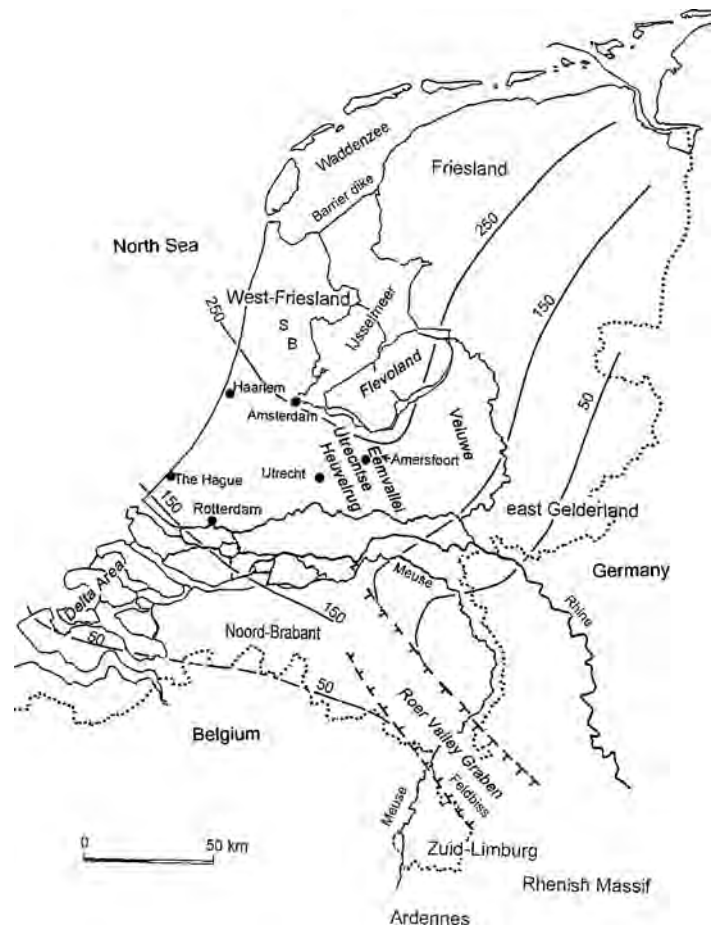 Waddenzee
Friesland
Barrier dike
North Sea
250
150
250
West-Friesland
IJsselmeer
S
B
Flevoland
50
Haarlem
Amsterdam
Veluwe
Utrechtse
Heuvelrug
Eemvallei
Amersfoort
The Hague
Utrecht
150
Rotterdam
east Gelderland
Germany
Meuse
Delta Area
Rhine
150
Noord-Brabant
50
50
Roer Valley Graben
Belgium
Feldbiss
Meuse
0
50 km
Zuid-Limburg
Rhenish Massif
Ardennes